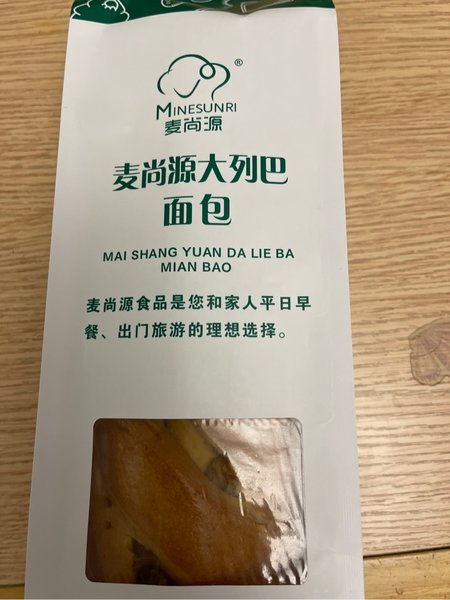 ®
MINESUNRI
麦尚源
麦尚源大列巴
面包
MAI SHANG YUAN DA LIE BA
MIAN BAO
麦尚源食品是您和家人平日早
餐、出门旅游的理想选择。